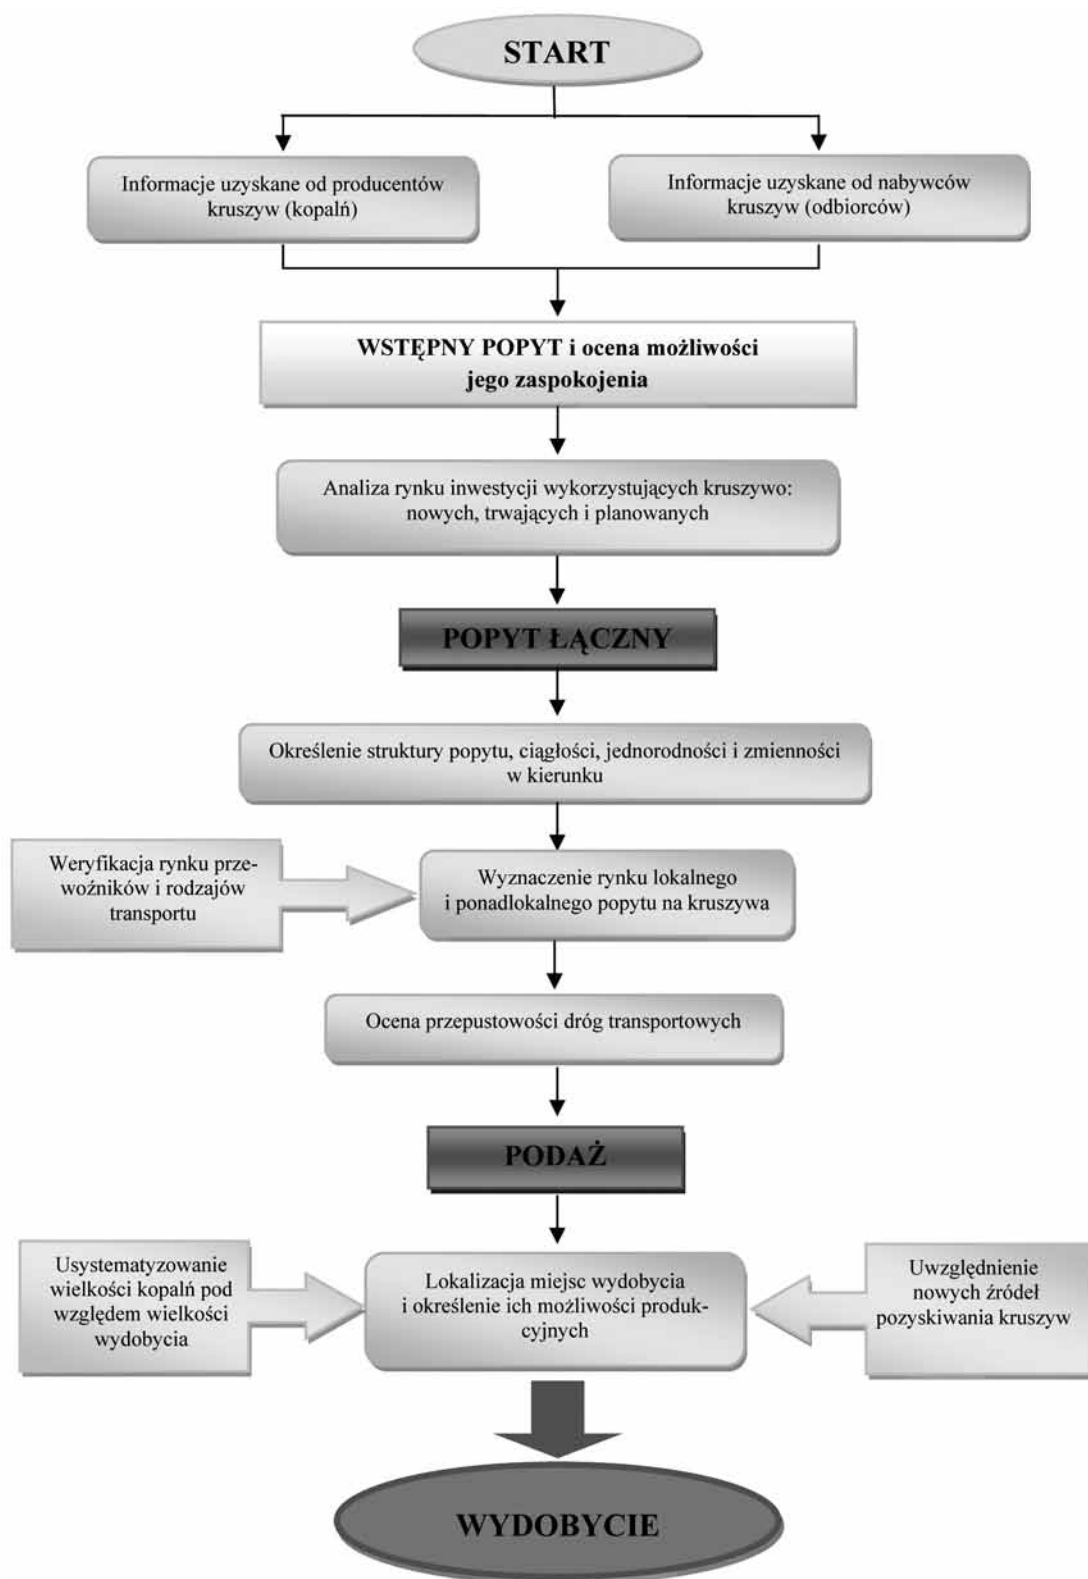 START
Informacje uzyskane od producentów
kruszyw (kopalń)
Informacje uzyskane od nabywców
kruszyw (odbiorców)
WSTĘPNY POPYT i ocena możliwości
jego zaspokojenia
Analiza rynku inwestycji wykorzystujących kruszywo:
nowych, trwających i planowanych
POPYT ŁĄCZNY
Określenie struktury popytu, ciągłości, jednorodności i zmienności
w kierunku
Weryfikacja rynku prze-
woźników i rodzajów
transportu
Wyznaczenie rynku lokalnego
i ponadlokalnego popytu na kruszywa
Ocena przepustowości dróg transportowych
PODAŻ
Usystematyzowanie
wielkości kopalń pod
względem wielkości
wydobycia
Lokalizacja miejsc wydobycia
i określenie ich możliwości produk-
cyjnych
Uwzględnienie
nowych źródeł
pozyskiwania kruszyw
WYDOBYCIE